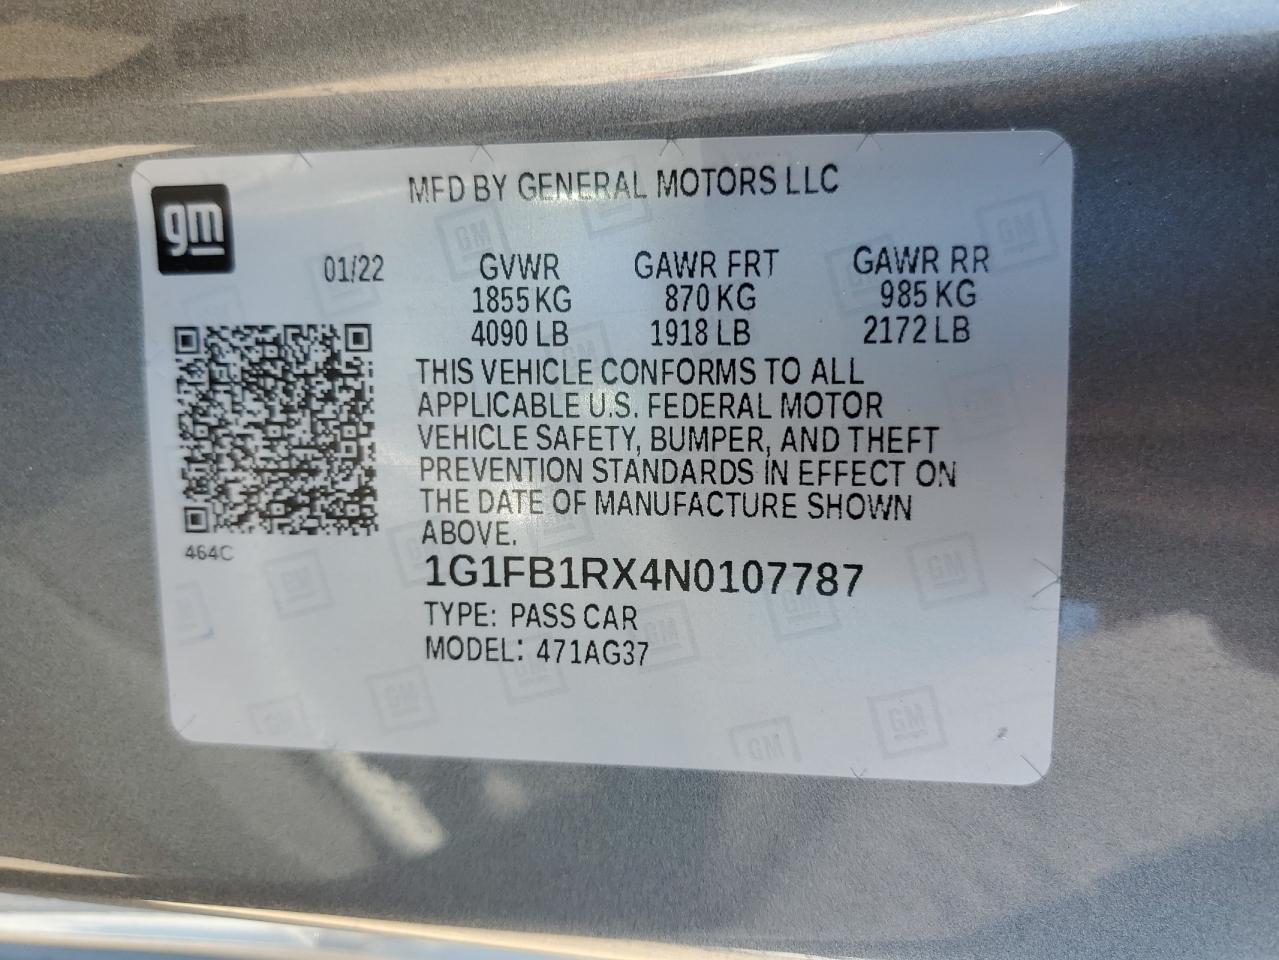 MFD BY GENERAL MOTORS LLC
gm
01/22 GVWR GAWR FRT GAWR RR
1855 KG 870 KG 985 KG
4090 LB 1918 LB 2172 LB
THIS VEHICLE CONFORMS TO ALL
APPLICABLE U.S. FEDERAL MOTOR
VEHICLE SAFETY, BUMPER, AND THEFT
PREVENTION STANDARDS IN EFFECT ON
THE DATE OF MANUFACTURE SHOWN
ABOVE.
464C
1G1FB1RX4N0107787
TYPE: PASS CAR
MODEL: 471AG37